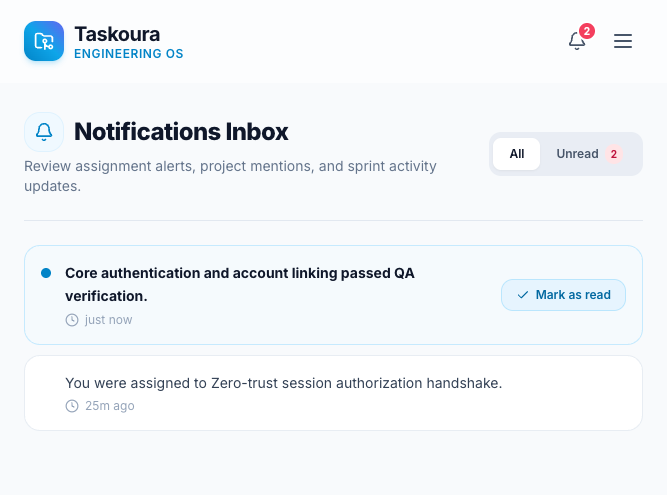 Taskoura
ENGINEERING OS
2
Notifications Inbox
Review assignment alerts, project mentions, and sprint activity
updates.
All
Unread 2
Core authentication and account linking passed QA
verification.
just now
Mark as read
You were assigned to Zero-trust session authorization handshake.
25m ago